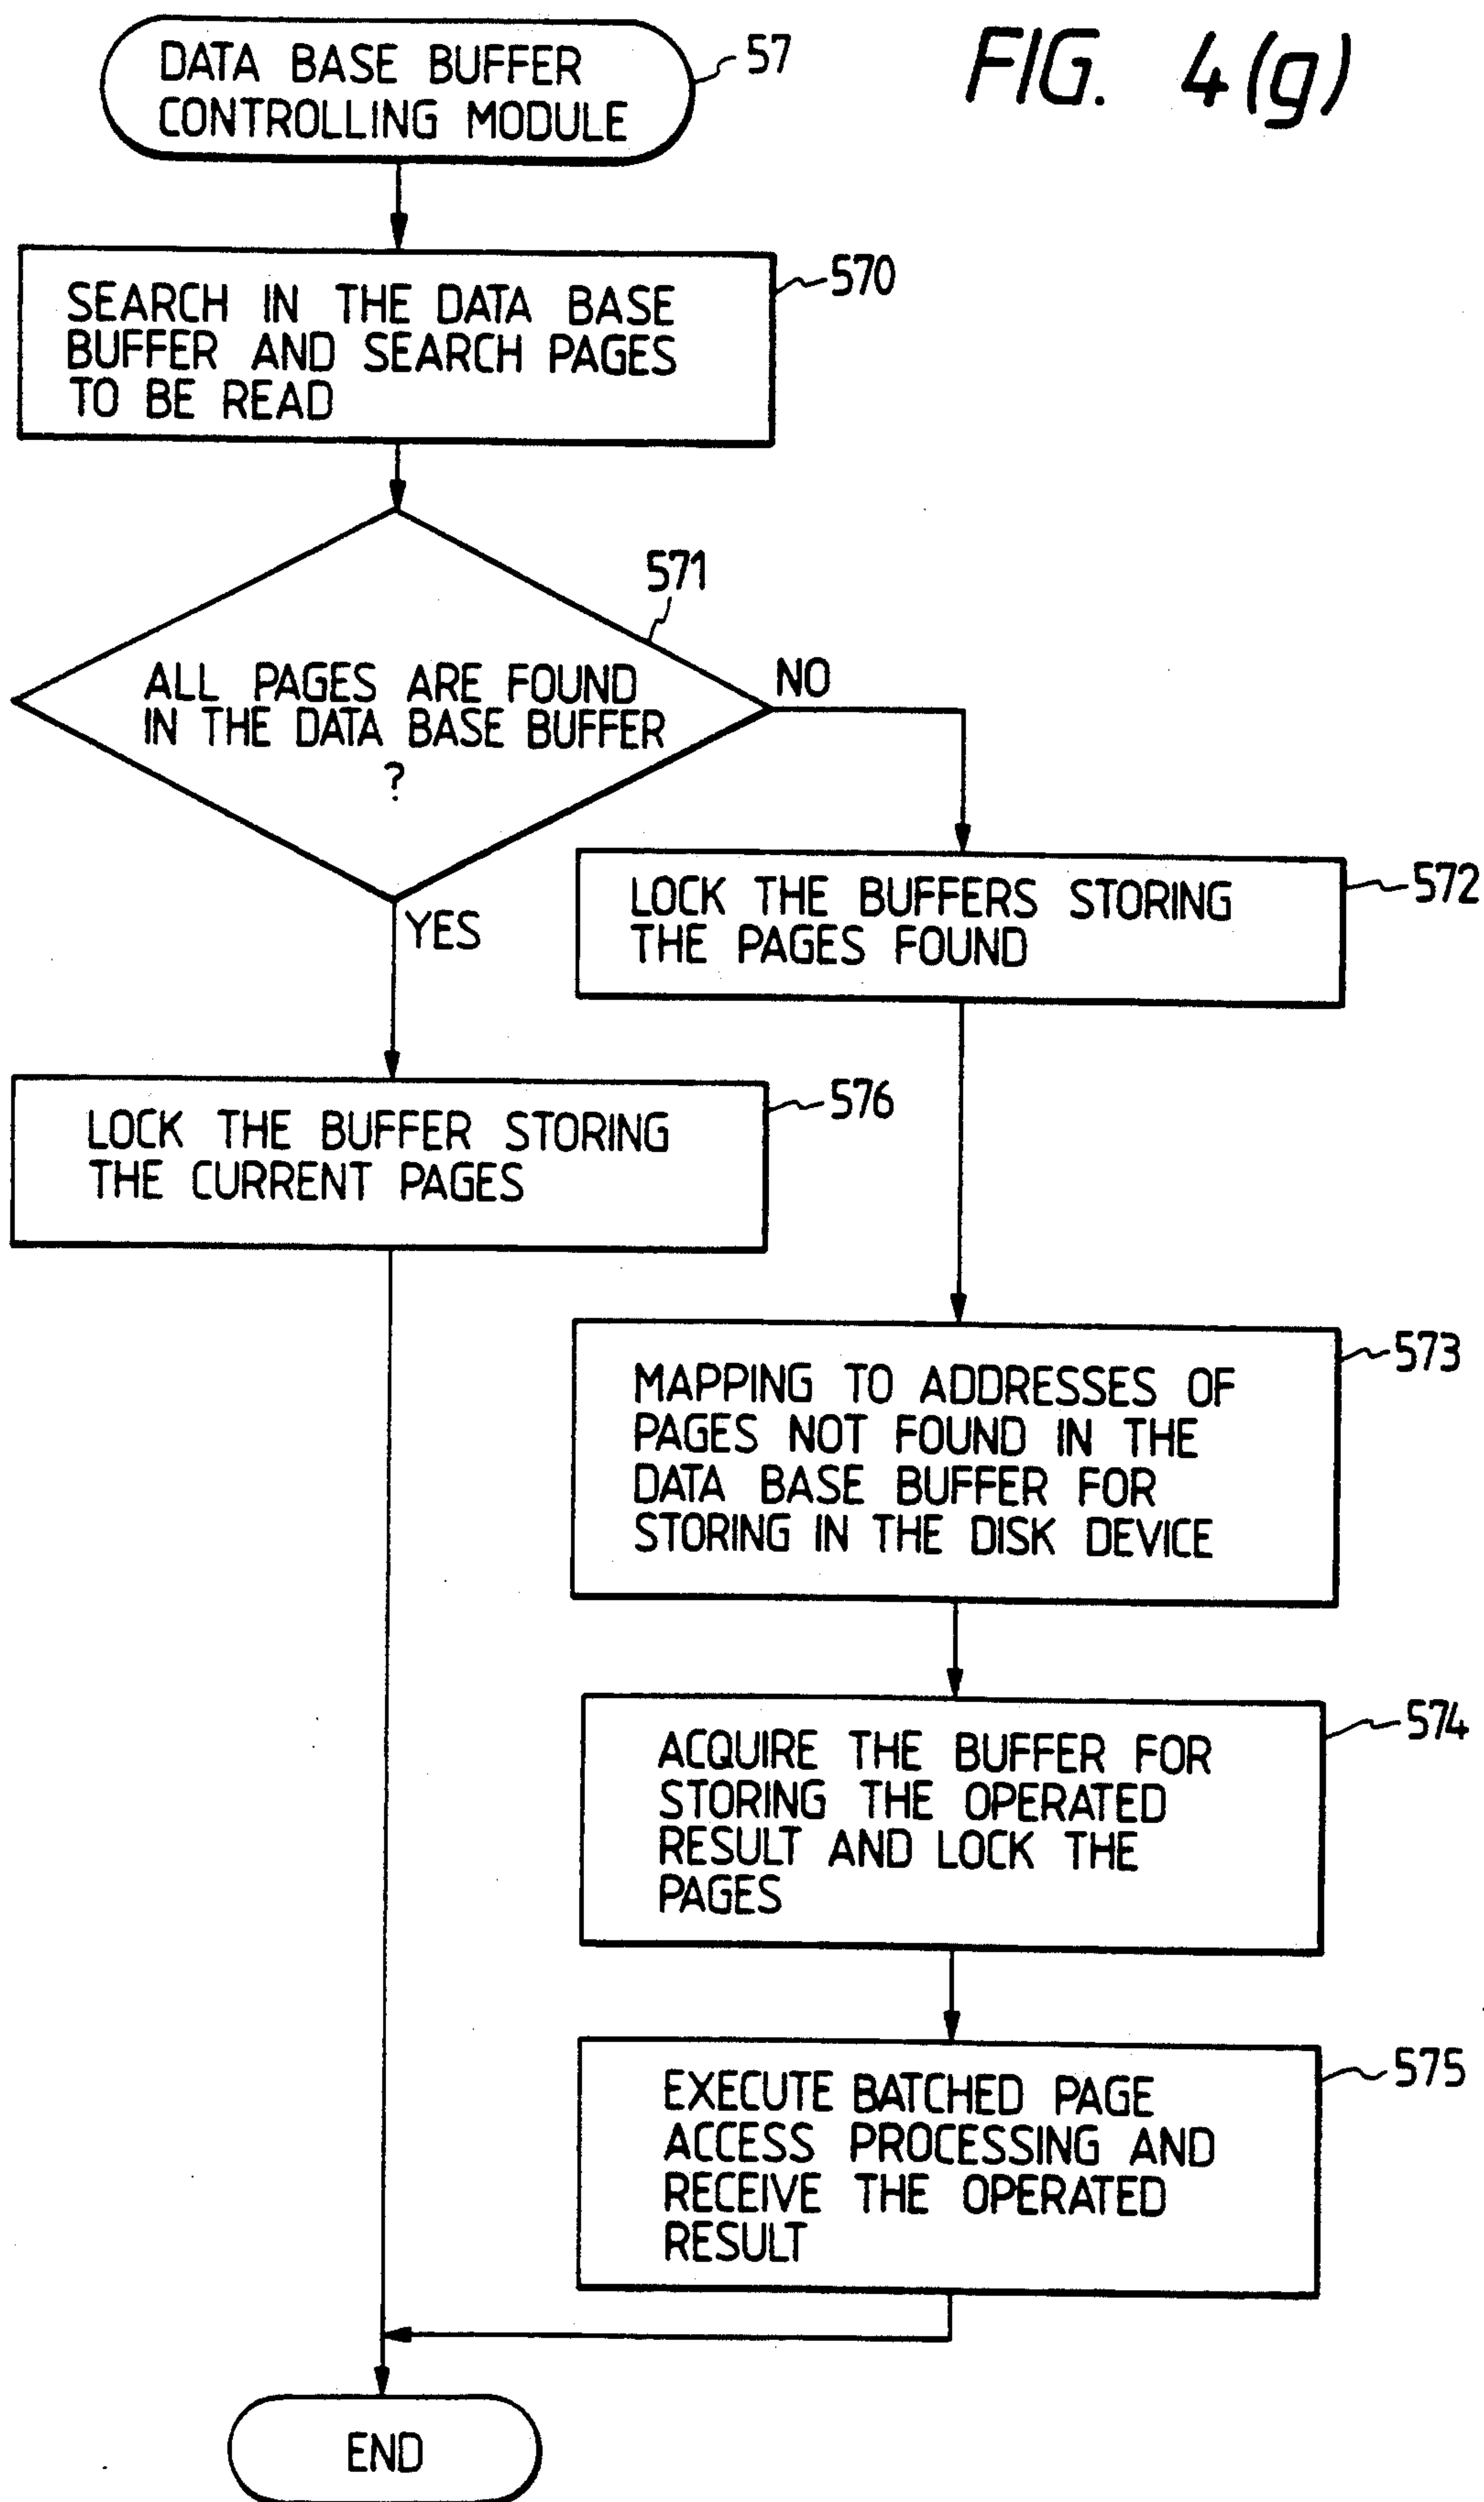 FIG. 4(g)
DATA BASE BUFFER
CONTROLLING MODULE
57
SEARCH IN THE DATA BASE
BUFFER AND SEARCH PAGES
TO BE READ
570
571
ALL PAGES ARE FOUND
IN THE DATA BASE BUFFER
?
NO
YES
LOCK THE BUFFERS STORING
THE PAGES FOUND
572
LOCK THE BUFFER STORING
THE CURRENT PAGES
576
MAPPING TO ADDRESSES OF
PAGES NOT FOUND IN THE
DATA BASE BUFFER FOR
STORING IN THE DISK DEVICE
573
ACQUIRE THE BUFFER FOR
STORING THE OPERATED
RESULT AND LOCK THE
PAGES
574
EXECUTE BATCHED PAGE
ACCESS PROCESSING AND
RECEIVE THE OPERATED
RESULT
575
END